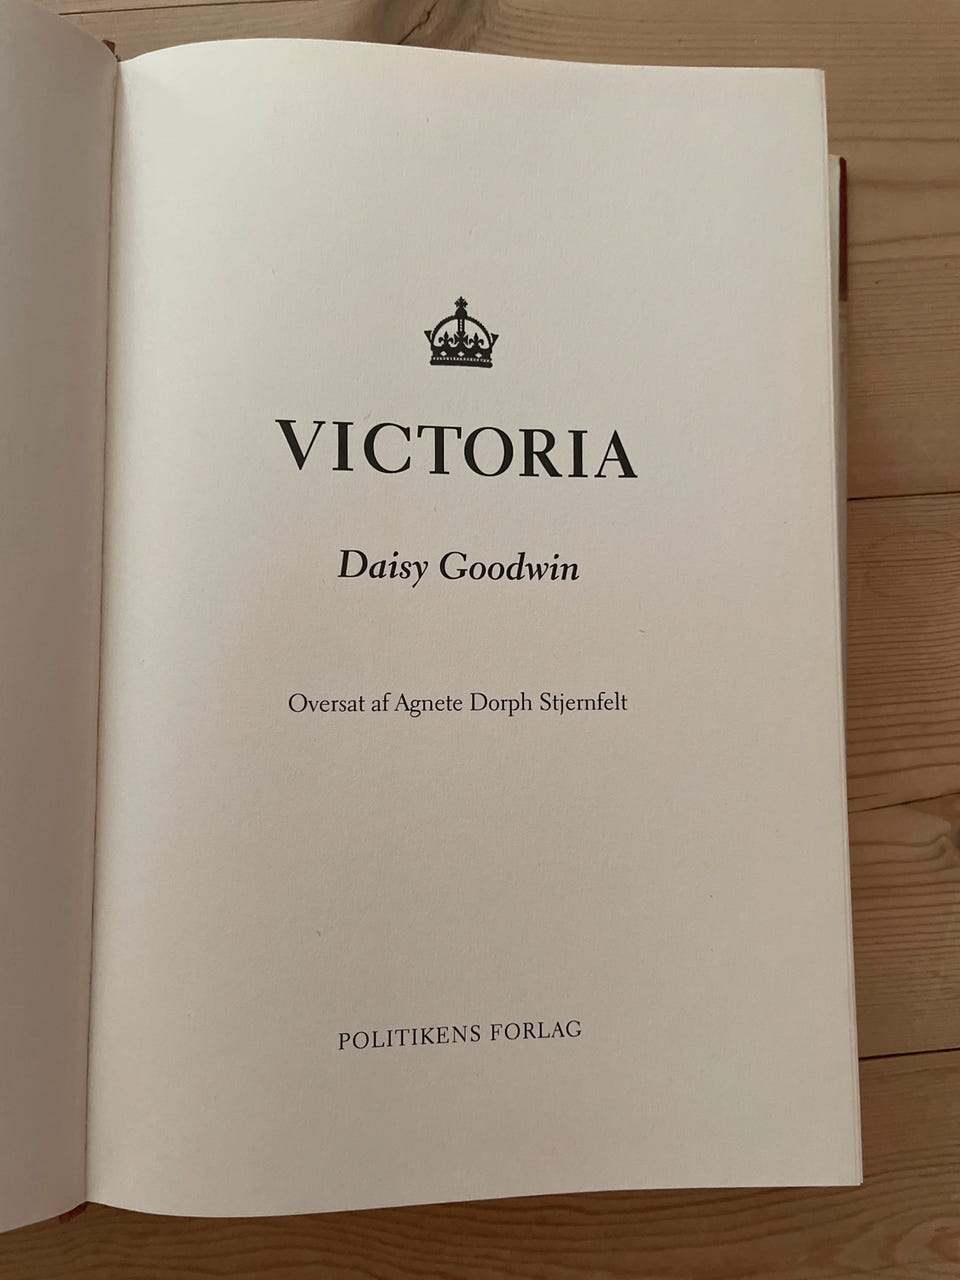 VICTORIA
Daisy Goodwin
Oversat af Agnete Dorph Stjernfelt
POLITIKENS FORLAG